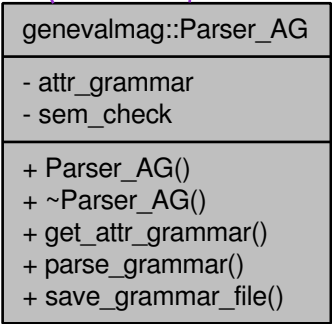 genevalmag::Parser_AG
- attr_grammar
- sem_check
+ Parser_AG()
+ ~Parser_AG()
+ get_attr_grammar()
+ parse_grammar()
+ save_grammar_file()